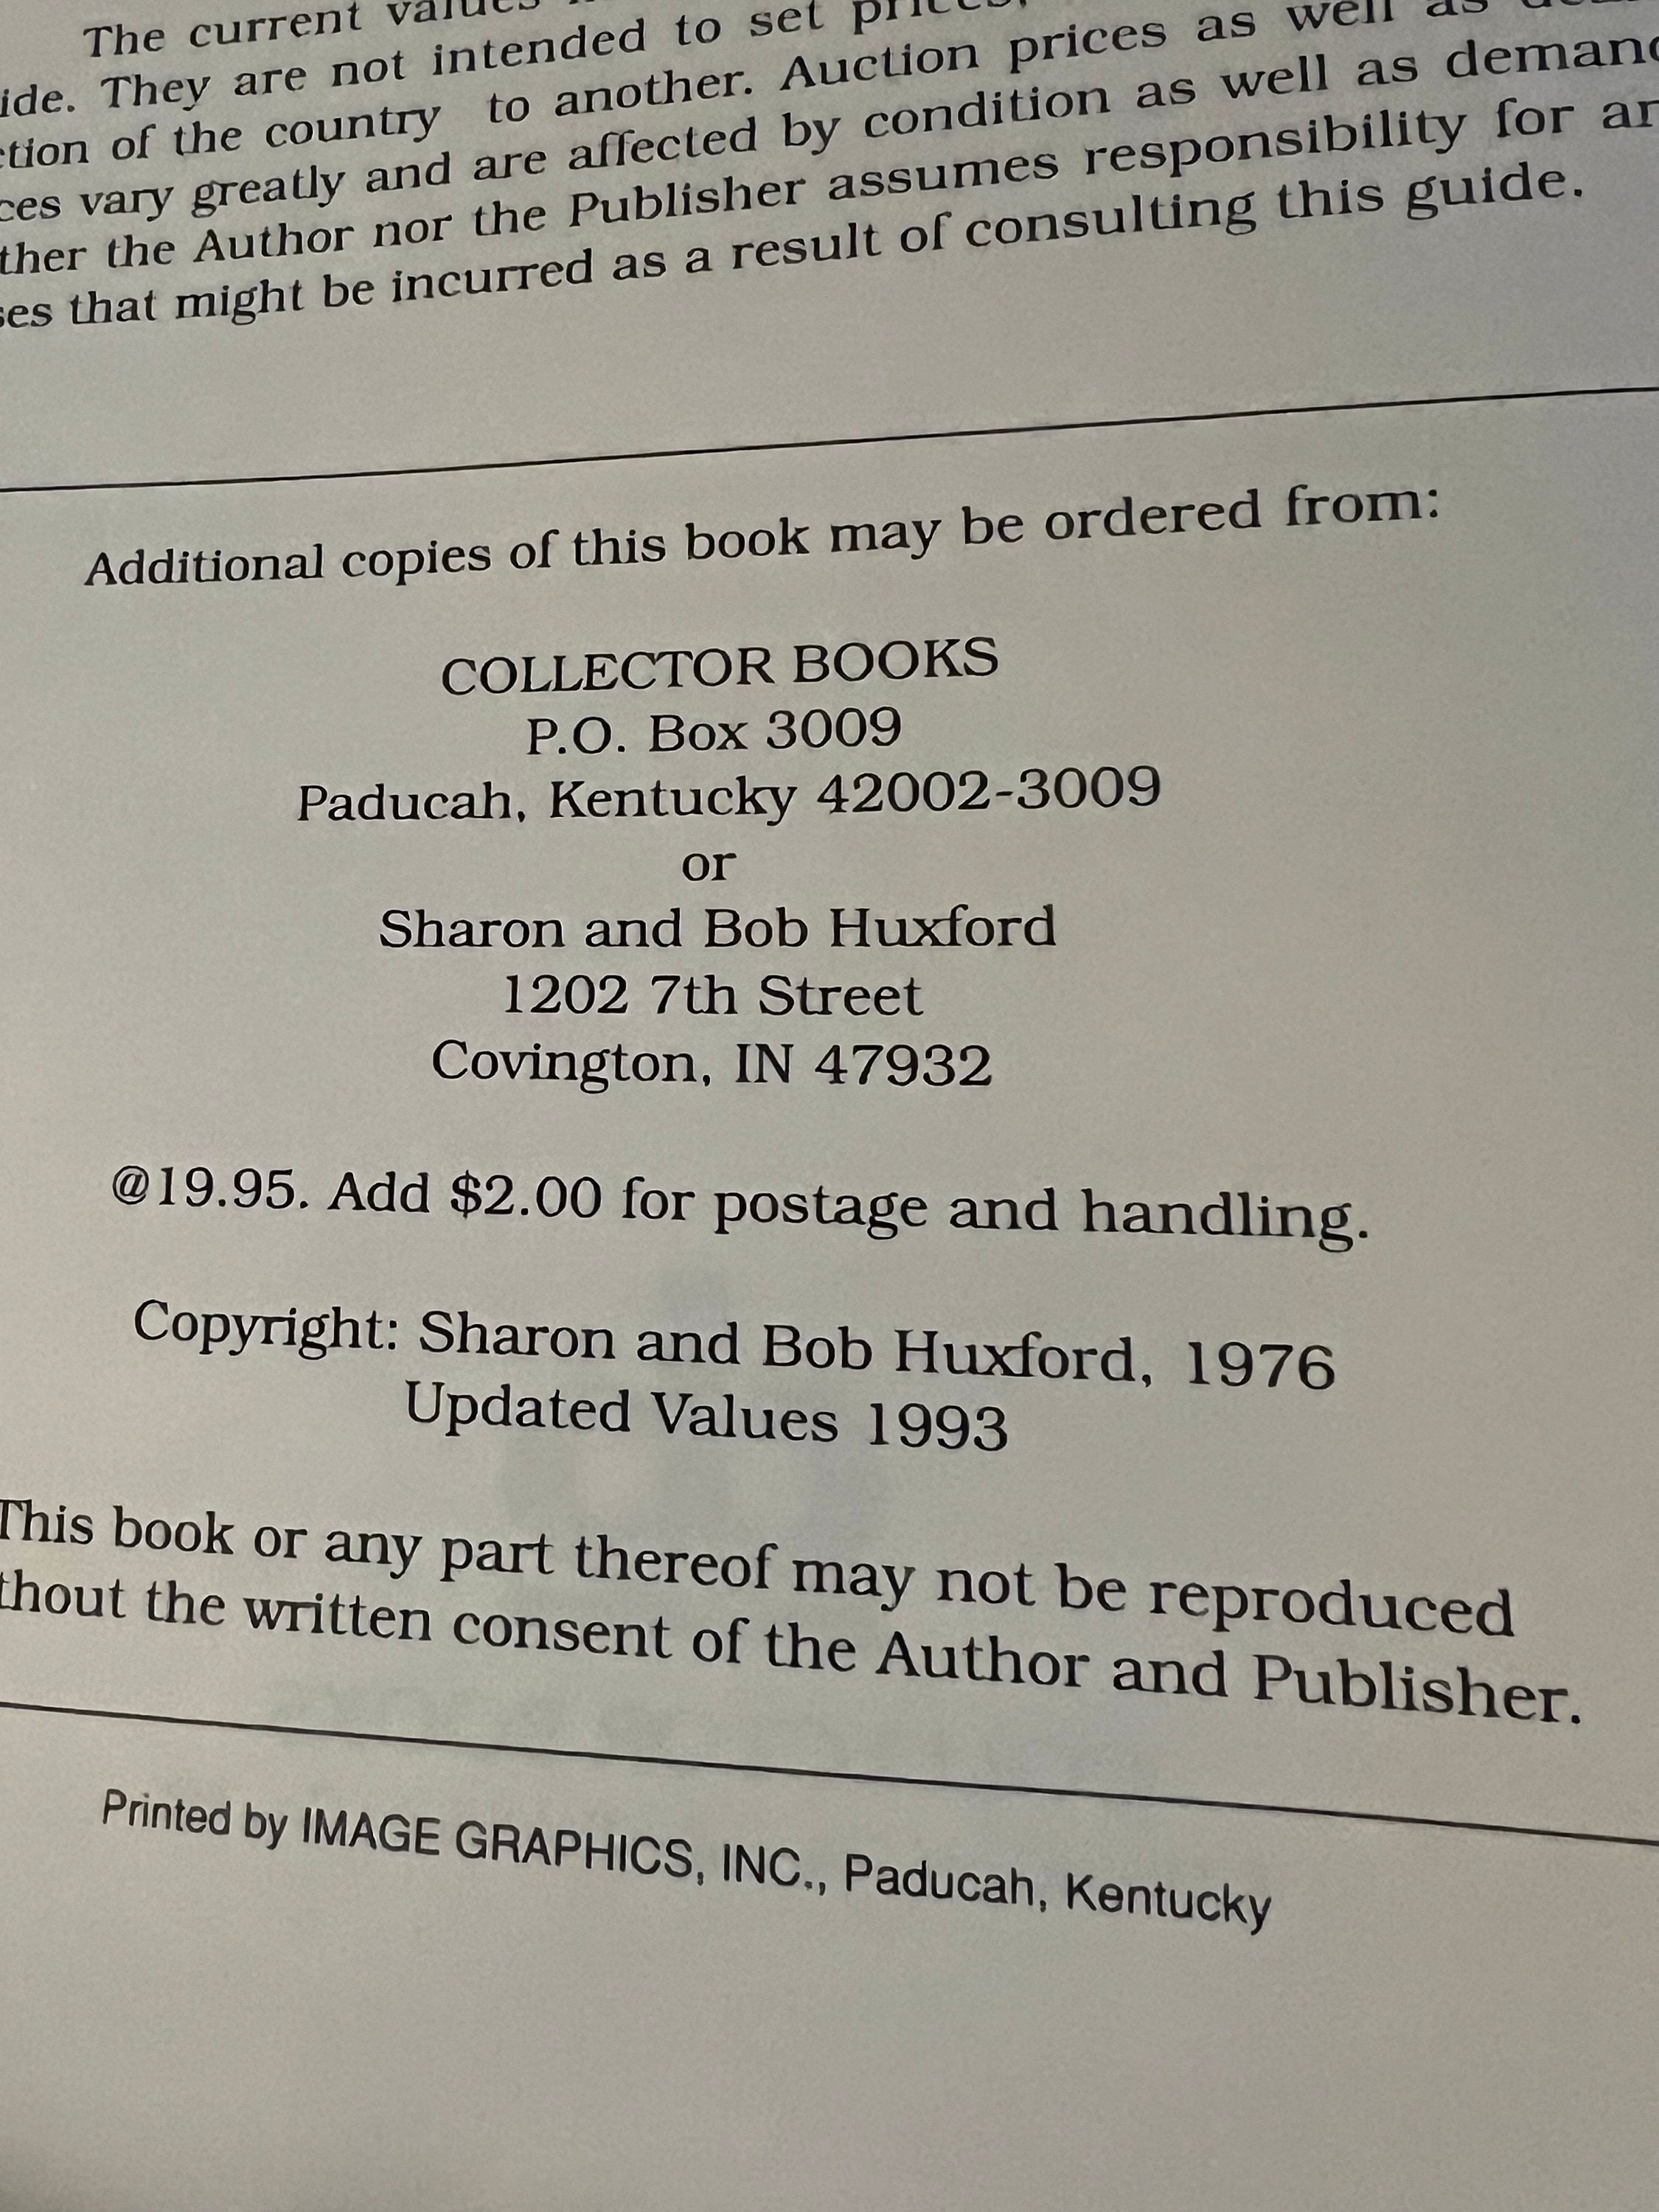 The current values
ide. They are not intended to set prices,
ction of the country to another. Auction prices as well as
ces vary greatly and are affected by condition as well as demand
ther the Author nor the Publisher assumes responsibility for
ses that might be incurred as a result of consulting this guide.
Additional copies of this book may be ordered from:
COLLECTOR BOOKS
P.O. Box 3009
Paducah, Kentucky 42002-3009
or
Sharon and Bob Huxford
1202 7th Street
Covington, IN 47932
@19.95. Add $2.00 for postage and handling.
Copyright: Sharon and Bob Huxford, 1976
Updated Values 1993
This book or any part thereof may not be reproduced
thout the written consent of the Author and Publisher.
Printed by IMAGE GRAPHICS, INC., Paducah, Kentucky